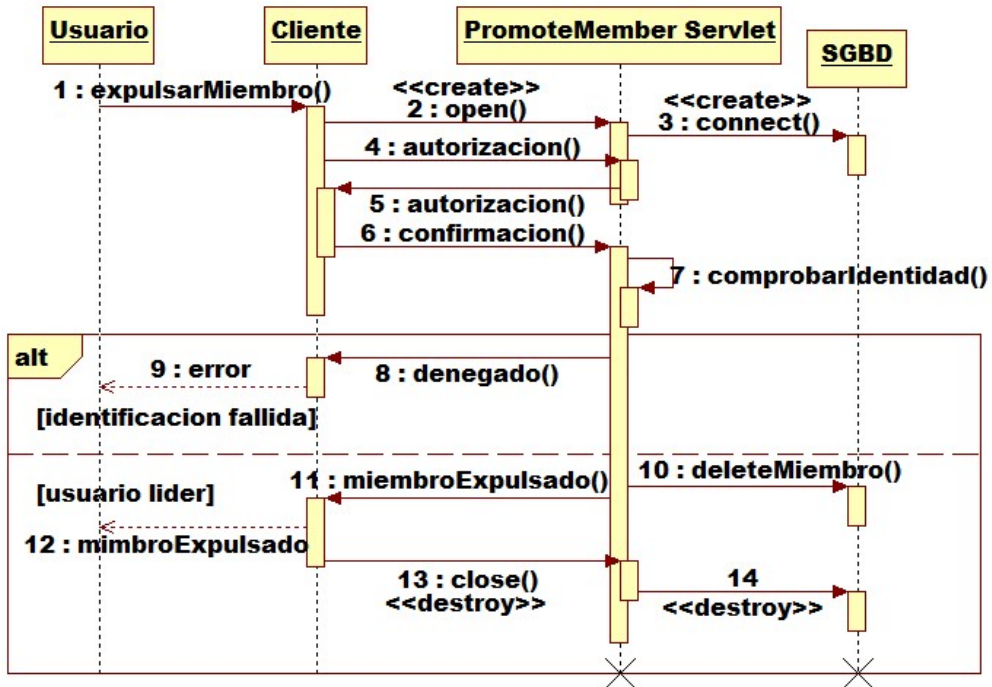 Usuario
Cliente
PromoteMember Servlet
SGBD
1 : expulsarMiembro()
<<create>>
2 : open()
<<create>>
3 : connect()
4 : autorizacion()
5 : autorizacion()
6 : confirmacion()
7 : comprobarIdentidad()
alt
9 : error
8 : denegado()
[identificacion fallida]
10 : deleteMiembro()
11 : miembroExpulsado()
[usuario lider]
12 : mimbroExpulsado
13 : close()
<<destroy>>
14
<<destroy>>